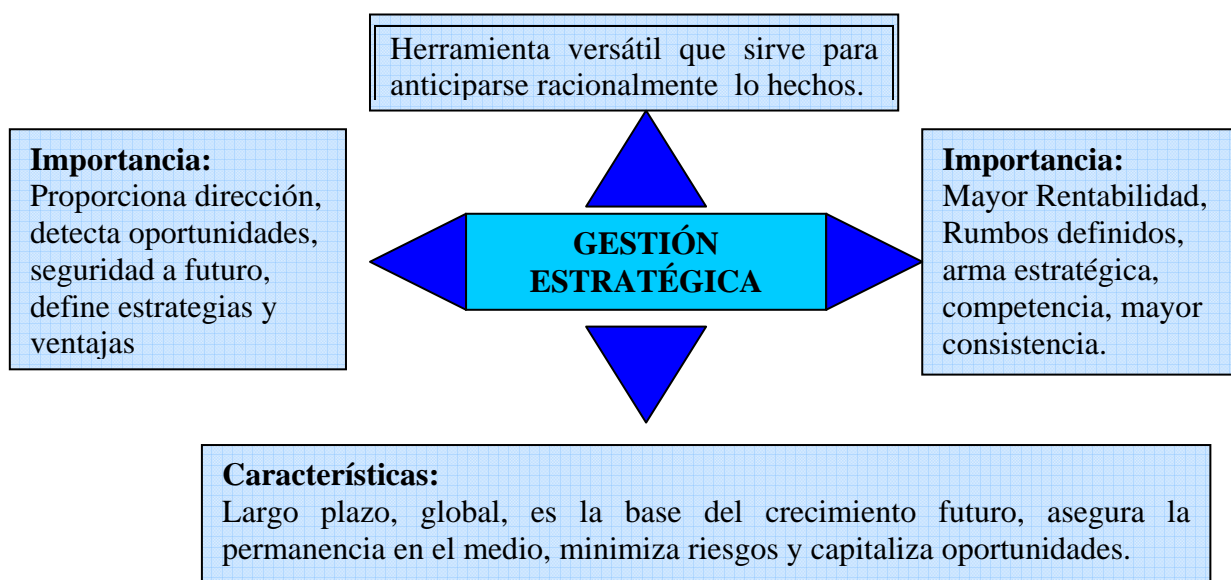 Herramienta versátil que sirve para
anticiparse racionalmente lo hechos.
Importancia:
Proporciona dirección,
detecta oportunidades,
seguridad a futuro,
define estrategias y
ventajas
GESTIÓN
ESTRATÉGICA
Importancia:
Mayor Rentabilidad,
Rumbos definidos,
arma estratégica,
competencia, mayor
consistencia.
Características:
Largo plazo, global, es la base del crecimiento futuro, asegura la
permanencia en el medio, minimiza riesgos y capitaliza oportunidades.